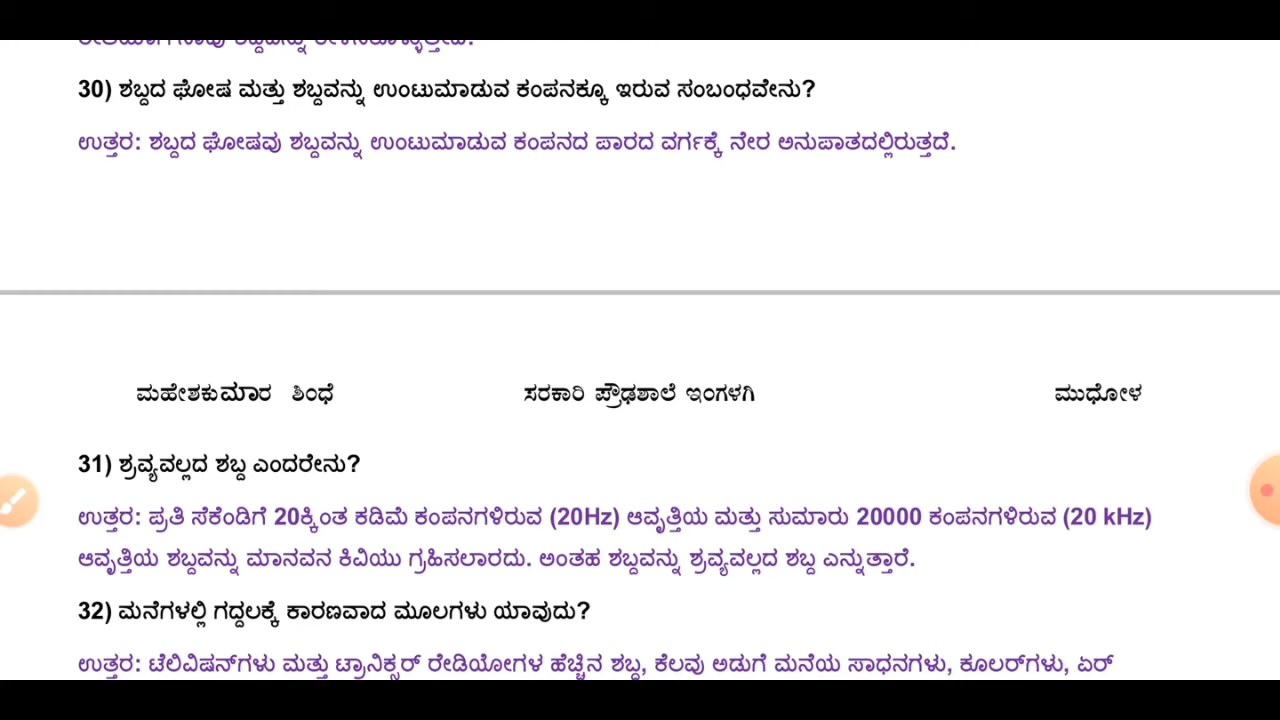 30) ಶಬ್ದದ ಘೋಷ ಮತ್ತು ಶಬ್ದವನ್ನು ಉಂಟುಮಾಡುವ ಕಂಪನಕ್ಕೂ ಇರುವ ಸಂಬಂಧವೇನು?
ಉತ್ತರ: ಶಬ್ದದ ಘೋಷವು ಶಬ್ದವನ್ನು ಉಂಟುಮಾಡುವ ಕಂಪನದ ಪಾರದ ವರ್ಗಕ್ಕೆ ನೇರ ಅನುಪಾತದಲ್ಲಿರುತ್ತದೆ.
ಮಹೇಶಕುಮಾರ ಶಿಂಧೆ ಸರಕಾರಿ ಪ್ರೌಢಶಾಲೆ ಇಂಗಳಗಿ ಮುಧೋಳ
31) ಶ್ರವ್ಯವಲ್ಲದ ಶಬ್ದ ಎಂದರೇನು?
ಉತ್ತರ: ಪ್ರತಿ ಸೆಕೆಂಡಿಗೆ 20ಕ್ಕಿಂತ ಕಡಿಮೆ ಕಂಪನಗಳಿರುವ (20Hz) ಆವೃತ್ತಿಯ ಮತ್ತು ಸುಮಾರು 20000 ಕಂಪನಗಳಿರುವ (20 kHz)
ಆವೃತ್ತಿಯ ಶಬ್ದವನ್ನು ಮಾನವನ ಕಿವಿಯು ಗ್ರಹಿಸಲಾರದು. ಅಂತಹ ಶಬ್ದವನ್ನು ಶ್ರವ್ಯವಲ್ಲದ ಶಬ್ದ ಎನ್ನುತ್ತಾರೆ.
32) ಮನೆಗಳಲ್ಲಿ ಗದ್ದಲಕ್ಕೆ ಕಾರಣವಾದ ಮೂಲಗಳು ಯಾವುದು?
ಉತ್ತರ: ಟೆಲಿವಿಷನ್‌ಗಳು ಮತ್ತು ಟ್ರಾನಿಕ್ಸರ್ ರೇಡಿಯೋಗಳ ಹೆಚ್ಚಿನ ಶಬ್ದ, ಕೆಲವು ಅಡುಗೆ ಮನೆಯ ಸಾಧನಗಳು, ಕೂಲರ್‌ಗಳು, ಏರ್